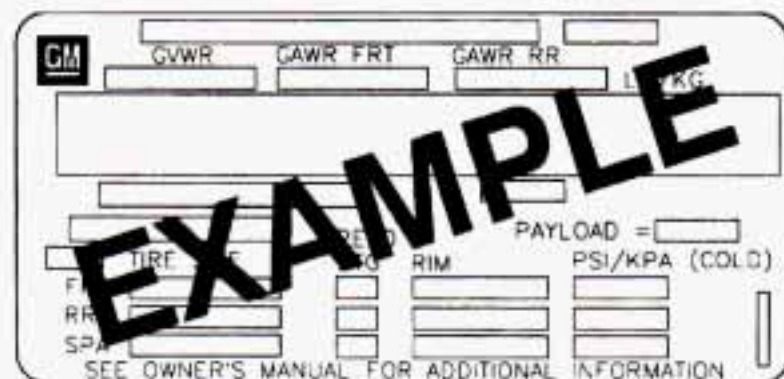 GM
GVWR GAWR FRT GAWR RR
EXAMPLE
PAYLOAD =
TIRE RIM PSI/KPA (COLD)
RR
SPA
SEE OWNER'S MANUAL FOR ADDITIONAL INFORMATION